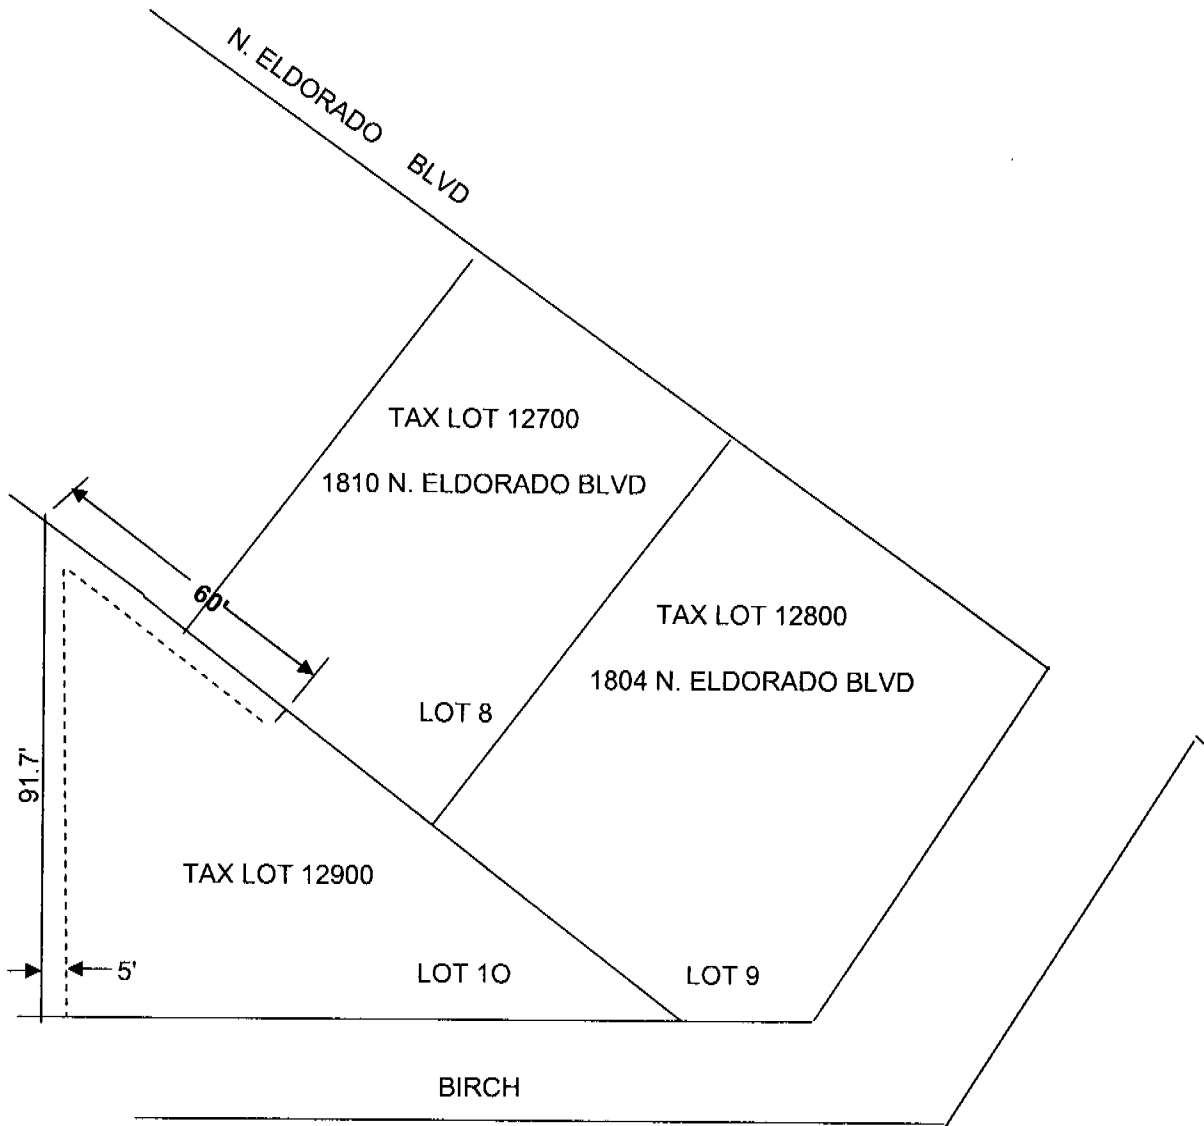 N. ELDORADO BLVD
TAX LOT 12700
1810 N. ELDORADO BLVD
60'
TAX LOT 12800
1804 N. ELDORADO BLVD
LOT 8
91.7'
TAX LOT 12900
5'
LOT 1O
LOT 9
BIRCH